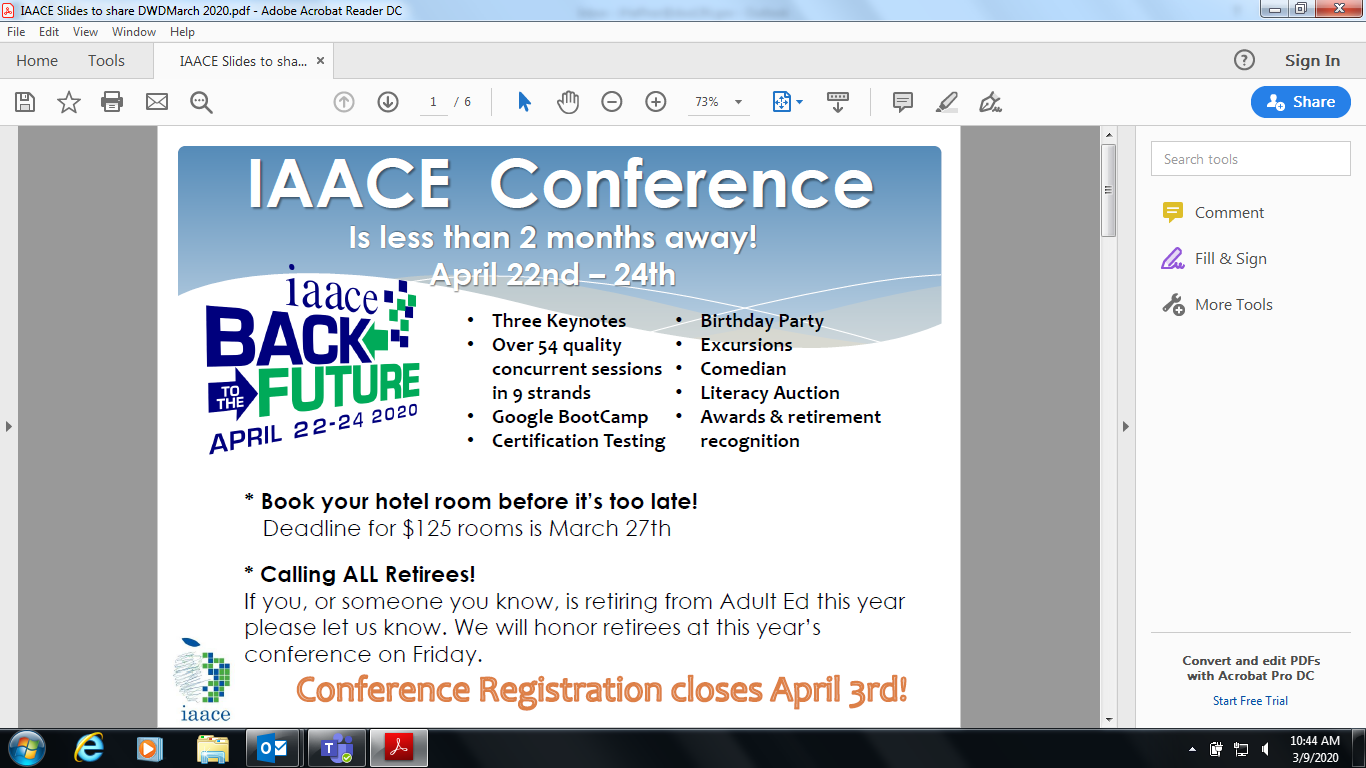 IAACE Slides to share DWDMarch 2020.pdf - Adobe Acrobat Reader DC
File Edit View Window Help
Home Tools IAACE Slides to sha... × Sign In
1 / 6 73% Share
IAACE Conference
Is less than 2 months away!
April 22nd – 24th
iaace
BACK
TO THE
FUTURE
APRIL 22-24 2020
• Three Keynotes
• Over 54 quality
concurrent sessions
in 9 strands
• Google BootCamp
• Certification Testing
• Birthday Party
• Excursions
• Comedian
• Literacy Auction
• Awards & retirement
recognition
* Book your hotel room before it's too late!
Deadline for $125 rooms is March 27th
* Calling ALL Retirees!
If you, or someone you know, is retiring from Adult Ed this year
please let us know. We will honor retirees at this year's
conference on Friday.
Conference Registration closes April 3rd!
iaace
Search tools
Comment
Fill & Sign
More Tools
Convert and edit PDFs
with Acrobat Pro DC
Start Free Trial
10:44 AM
3/9/2020